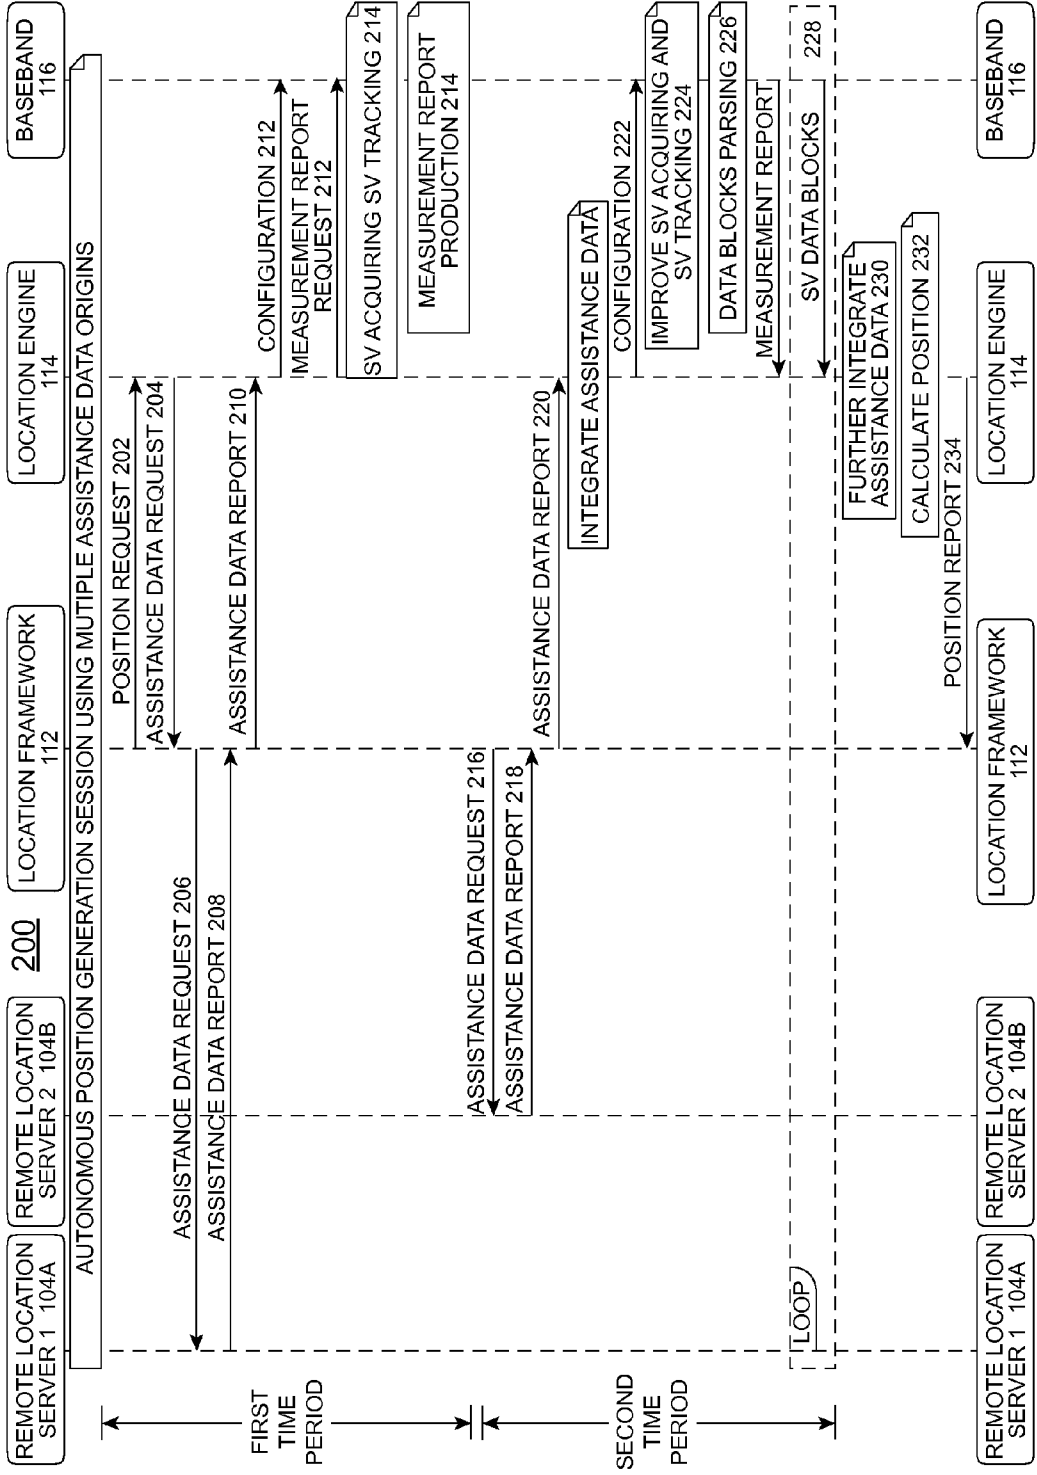 200
REMOTE LOCATION
SERVER 1 104A
REMOTE LOCATION
SERVER 2 104B
LOCATION FRAMEWORK
112
LOCATION ENGINE
114
BASEBAND
116
AUTONOMOUS POSITION GENERATION SESSION USING MUTIPLE ASSISTANCE DATA ORIGINS
FIRST
TIME
PERIOD
POSITION REQUEST 202
ASSISTANCE DATA REQUEST 204
ASSISTANCE DATA REQUEST 206
ASSISTANCE DATA REPORT 208
ASSISTANCE DATA REPORT 210
CONFIGURATION 212
MEASUREMENT REPORT
REQUEST 212
SV ACQUIRING SV TRACKING 214
MEASUREMENT REPORT
PRODUCTION 214
SECOND
TIME
PERIOD
ASSISTANCE DATA REQUEST 216
ASSISTANCE DATA REPORT 218
ASSISTANCE DATA REPORT 220
INTEGRATE ASSISTANCE DATA
CONFIGURATION 222
IMPROVE SV ACQUIRING AND
SV TRACKING 224
DATA BLOCKS PARSING 226
MEASUREMENT REPORT
LOOP
228
SV DATA BLOCKS
FURTHER INTEGRATE
ASSISTANCE DATA 230
CALCULATE POSITION 232
POSITION REPORT 234
REMOTE LOCATION
SERVER 1 104A
REMOTE LOCATION
SERVER 2 104B
LOCATION FRAMEWORK
112
LOCATION ENGINE
114
BASEBAND
116